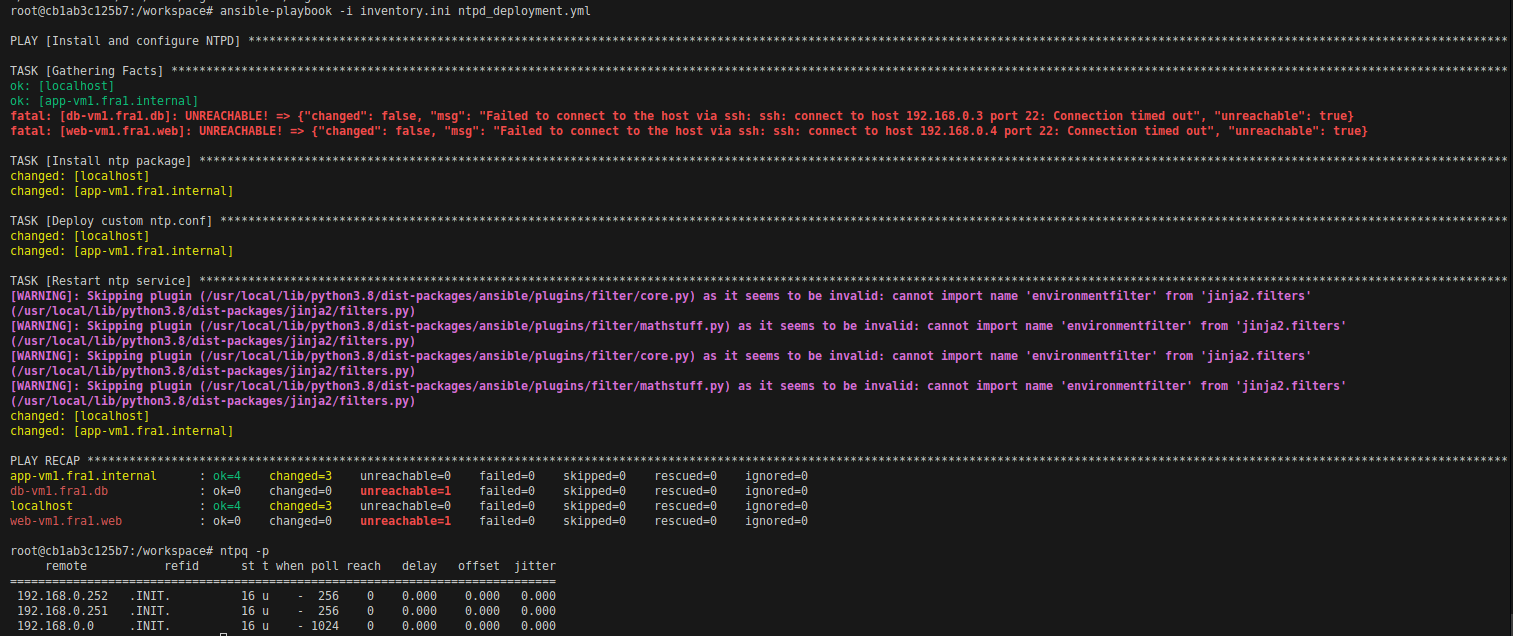 root@cb1ab3c125b7:/workspace# ansible-playbook -i inventory.ini ntpd_deployment.yml
PLAY [Install and configure NTPD] ************************************************************************************************************************************************************************************
TASK [Gathering Facts] ***********************************************************************************************************************************************************************************************
ok: [localhost]
ok: [app-vm1.fra1.internal]
fatal: [db-vm1.fra1.db]: UNREACHABLE! => {"changed": false, "msg": "Failed to connect to the host via ssh: ssh: connect to host 192.168.0.3 port 22: Connection timed out", "unreachable": true}
fatal: [web-vm1.fra1.web]: UNREACHABLE! => {"changed": false, "msg": "Failed to connect to the host via ssh: ssh: connect to host 192.168.0.4 port 22: Connection timed out", "unreachable": true}
TASK [Install ntp package] *******************************************************************************************************************************************************************************************
changed: [localhost]
changed: [app-vm1.fra1.internal]
TASK [Deploy custom ntp.conf] ****************************************************************************************************************************************************************************************
changed: [localhost]
changed: [app-vm1.fra1.internal]
TASK [Restart ntp service] *******************************************************************************************************************************************************************************************
[WARNING]: Skipping plugin (/usr/local/lib/python3.8/dist-packages/ansible/plugins/filter/core.py) as it seems to be invalid: cannot import name 'environmentfilter' from 'jinja2.filters'
(/usr/local/lib/python3.8/dist-packages/jinja2/filters.py)
[WARNING]: Skipping plugin (/usr/local/lib/python3.8/dist-packages/ansible/plugins/filter/mathstuff.py) as it seems to be invalid: cannot import name 'environmentfilter' from 'jinja2.filters'
(/usr/local/lib/python3.8/dist-packages/jinja2/filters.py)
[WARNING]: Skipping plugin (/usr/local/lib/python3.8/dist-packages/ansible/plugins/filter/core.py) as it seems to be invalid: cannot import name 'environmentfilter' from 'jinja2.filters'
(/usr/local/lib/python3.8/dist-packages/jinja2/filters.py)
[WARNING]: Skipping plugin (/usr/local/lib/python3.8/dist-packages/ansible/plugins/filter/mathstuff.py) as it seems to be invalid: cannot import name 'environmentfilter' from 'jinja2.filters'
(/usr/local/lib/python3.8/dist-packages/jinja2/filters.py)
changed: [localhost]
changed: [app-vm1.fra1.internal]
PLAY RECAP ***********************************************************************************************************************************************************************************************************
app-vm1.fra1.internal      : ok=4    changed=3    unreachable=0    failed=0    skipped=0    rescued=0    ignored=0
db-vm1.fra1.db             : ok=0    changed=0    unreachable=1    failed=0    skipped=0    rescued=0    ignored=0
localhost                  : ok=4    changed=3    unreachable=0    failed=0    skipped=0    rescued=0    ignored=0
web-vm1.fra1.web           : ok=0    changed=0    unreachable=1    failed=0    skipped=0    rescued=0    ignored=0
root@cb1ab3c125b7:/workspace# ntpq -p
     remote           refid      st t when poll reach   delay   offset  jitter
==============================================================================
 192.168.0.252   .INIT.          16 u    -  256    0    0.000    0.000   0.000
 192.168.0.251   .INIT.          16 u    -  256    0    0.000    0.000   0.000
 192.168.0.0     .INIT.          16 u    - 1024    0    0.000    0.000   0.000